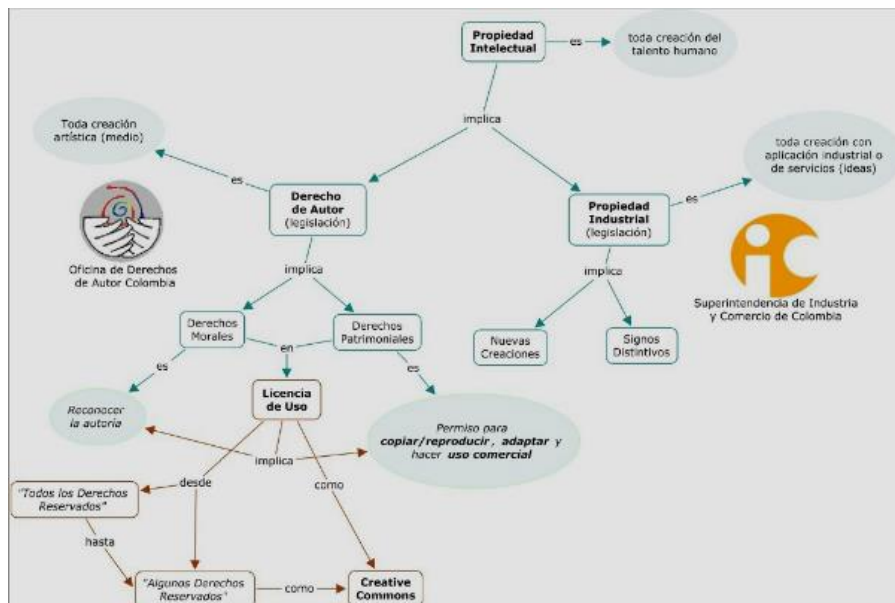 Propiedad
Intelectual
es
toda creación del
talento humano
implica
Toda creación
artística (medio)
es
Derecho
de Autor
(legislación)
toda creación con
aplicación industrial o
de servicios (ideas)
es
Propiedad
Industrial
(legislación)
Oficina de Derechos
de Autor Colombia
ic
Superintendencia de Industria
y Comercio de Colombia
implica
Derechos
Morales
Derechos
Patrimoniales
implica
Nuevas
Creaciones
Signos
Distintivos
es
en
es
Reconocer
la autoría
Licencia
de Uso
Permiso para
copiar/reproducir, adaptar y
hacer uso comercial
implica
desde
como
"Todos los Derechos
Reservados"
hasta
"Algunos Derechos
Reservados"
como
Creative
Commons